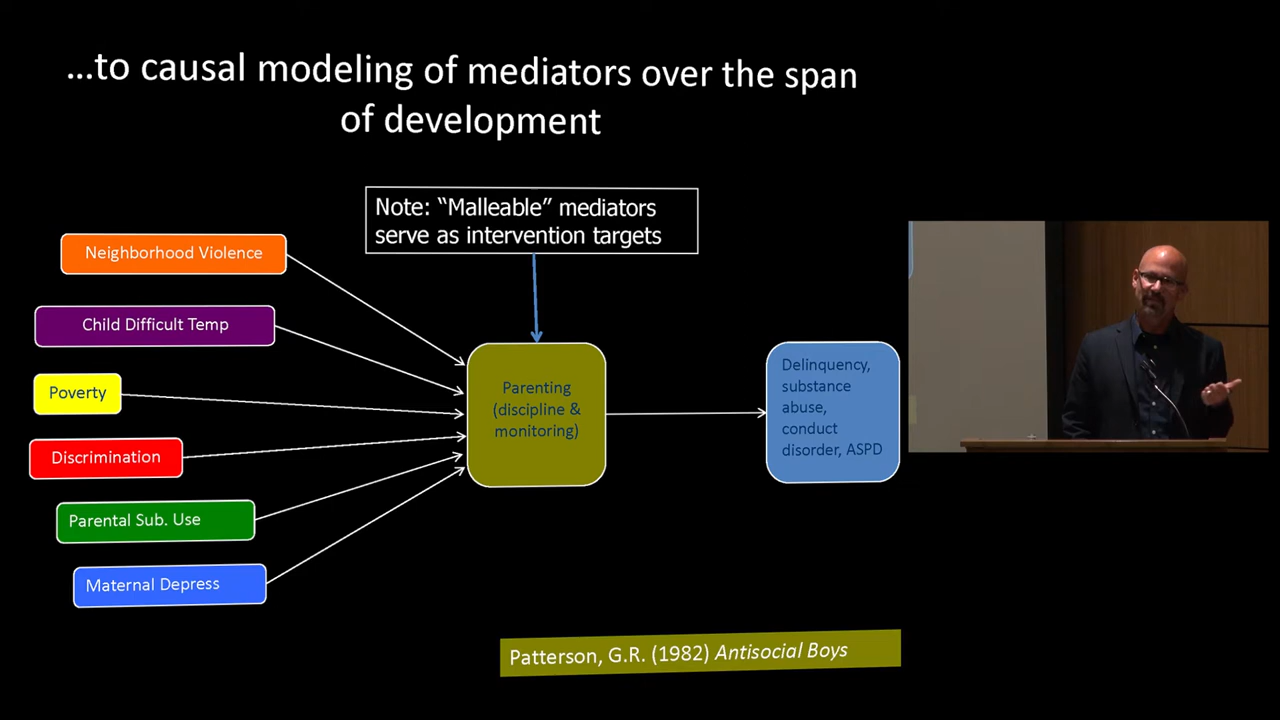 ...to causal modeling of mediators over the span
of development
Note: “Malleable” mediators
serve as intervention targets
Neighborhood Violence
Child Difficult Temp
Poverty
Discrimination
Parental Sub. Use
Maternal Depress
Parenting
(discipline &
monitoring)
Delinquency,
substance
abuse,
conduct
disorder, ASPD
Patterson, G.R. (1982) Antisocial Boys